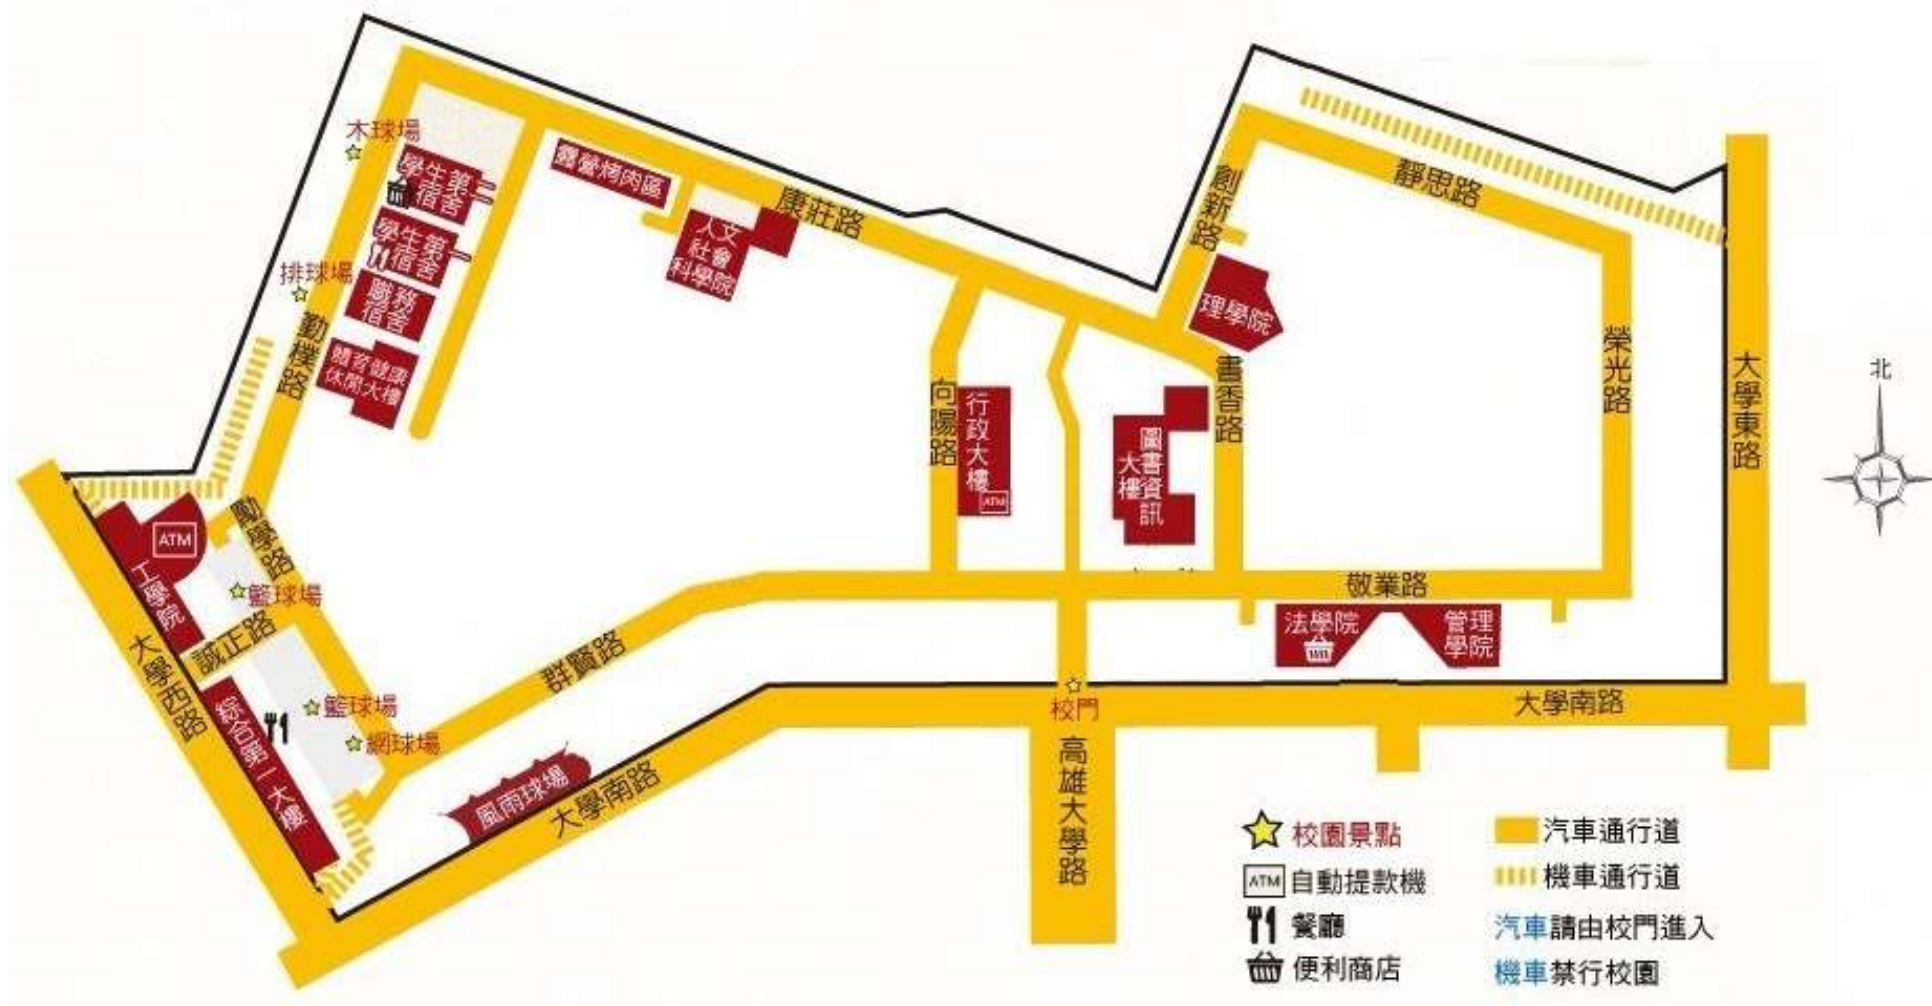 木球場
學生第二
宿舍
學生第一
宿舍
排球場
職務
宿舍
體育健康
休閒大樓
勤樸路
露營烤肉區
人文
社會
科學院
康莊路
創新路
靜思路
理學院
向陽路
行政大樓
ATM
圖書資訊
大樓
書香路
榮光路
大學東路
北
勵學路
ATM
工學院
籃球場
誠正路
大學西路
籃球場
網球場
綜合第一大樓
群賢路
風雨球場
大學南路
敬業路
法學院
管理
學院
校門
大學南路
高雄大學路
校園景點
ATM 自動提款機
餐廳
便利商店
汽車通行道
機車通行道
汽車請由校門進入
機車禁行校園